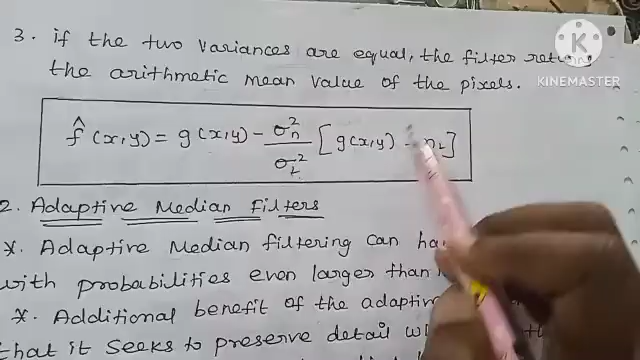 3. if the two variances are equal, the filter return
the arithmetic mean value of the pixels.
f̂(x,y) = g(x,y) - σn²/σL² [g(x,y) - mL]
2. Adaptive Median Filters
*. Adaptive Median filtering can ha
with probabilities even larger than
*. Additional benefit of the adaptive
that it seeks to preserve detail
K
KINEMASTER